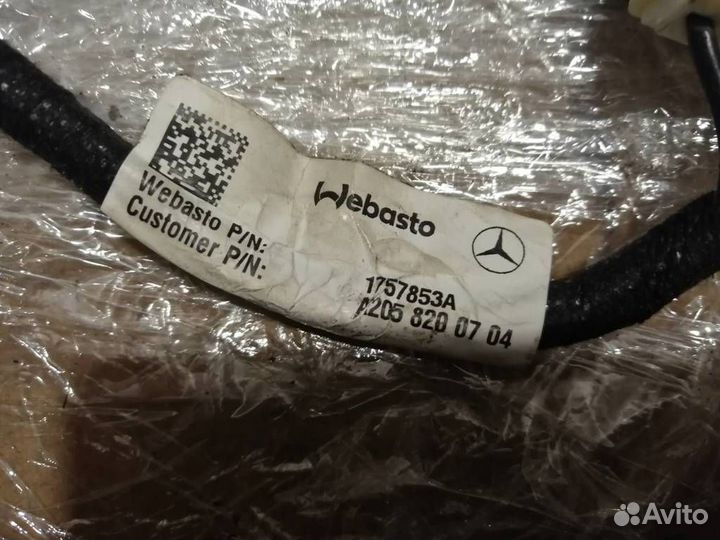 Webasto
Webasto P/N: 1757853A
Customer P/N: A205 820 07 04
Avito